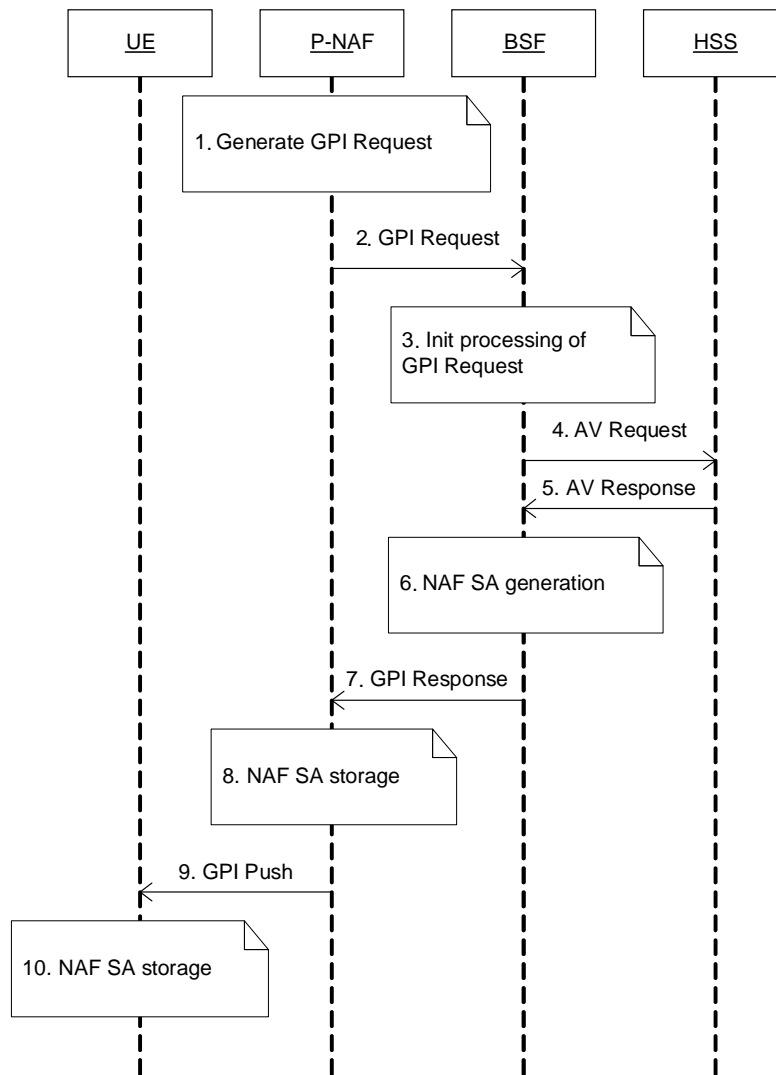 UE
P-NAF
BSF
HSS
1. Generate GPI Request
2. GPI Request
3. Init processing of
GPI Request
4. AV Request
5. AV Response
6. NAF SA generation
7. GPI Response
8. NAF SA storage
9. GPI Push
10. NAF SA storage